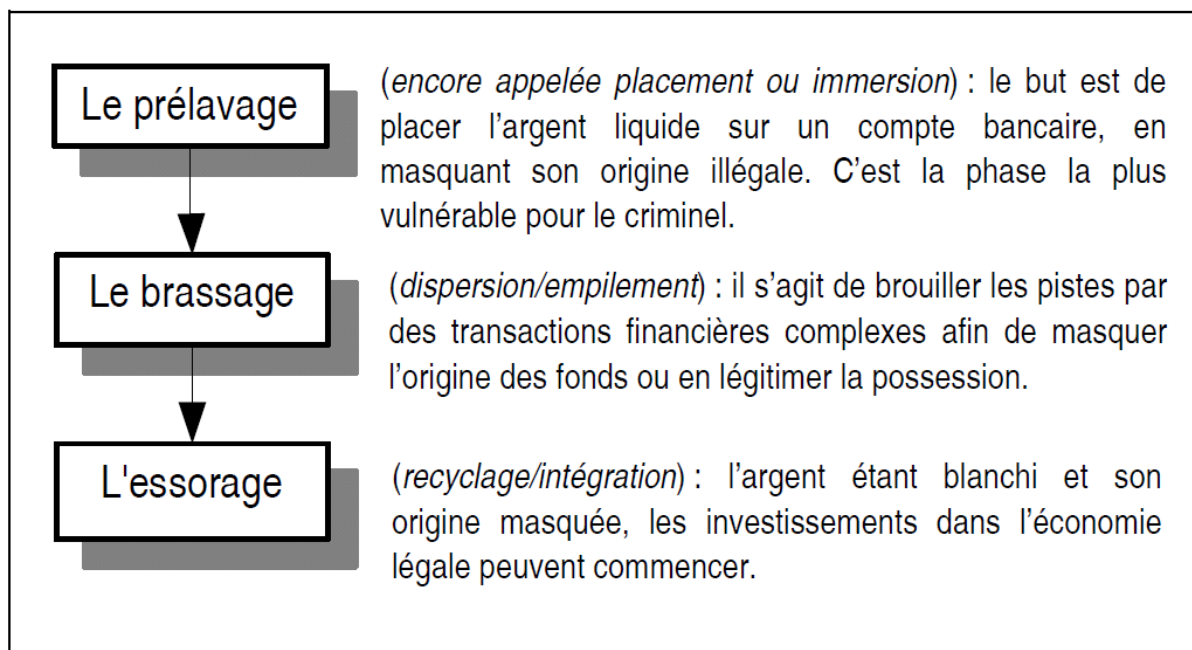 Le prélavage
(encore appelée placement ou immersion) : le but est de
placer l’argent liquide sur un compte bancaire, en
masquant son origine illégale. C’est la phase la plus
vulnérable pour le criminel.
Le brassage
(dispersion/empilement) : il s’agit de brouiller les pistes par
des transactions financières complexes afin de masquer
l’origine des fonds ou en légitimer la possession.
L'essorage
(recyclage/intégration) : l’argent étant blanchi et son
origine masquée, les investissements dans l’économie
légale peuvent commencer.